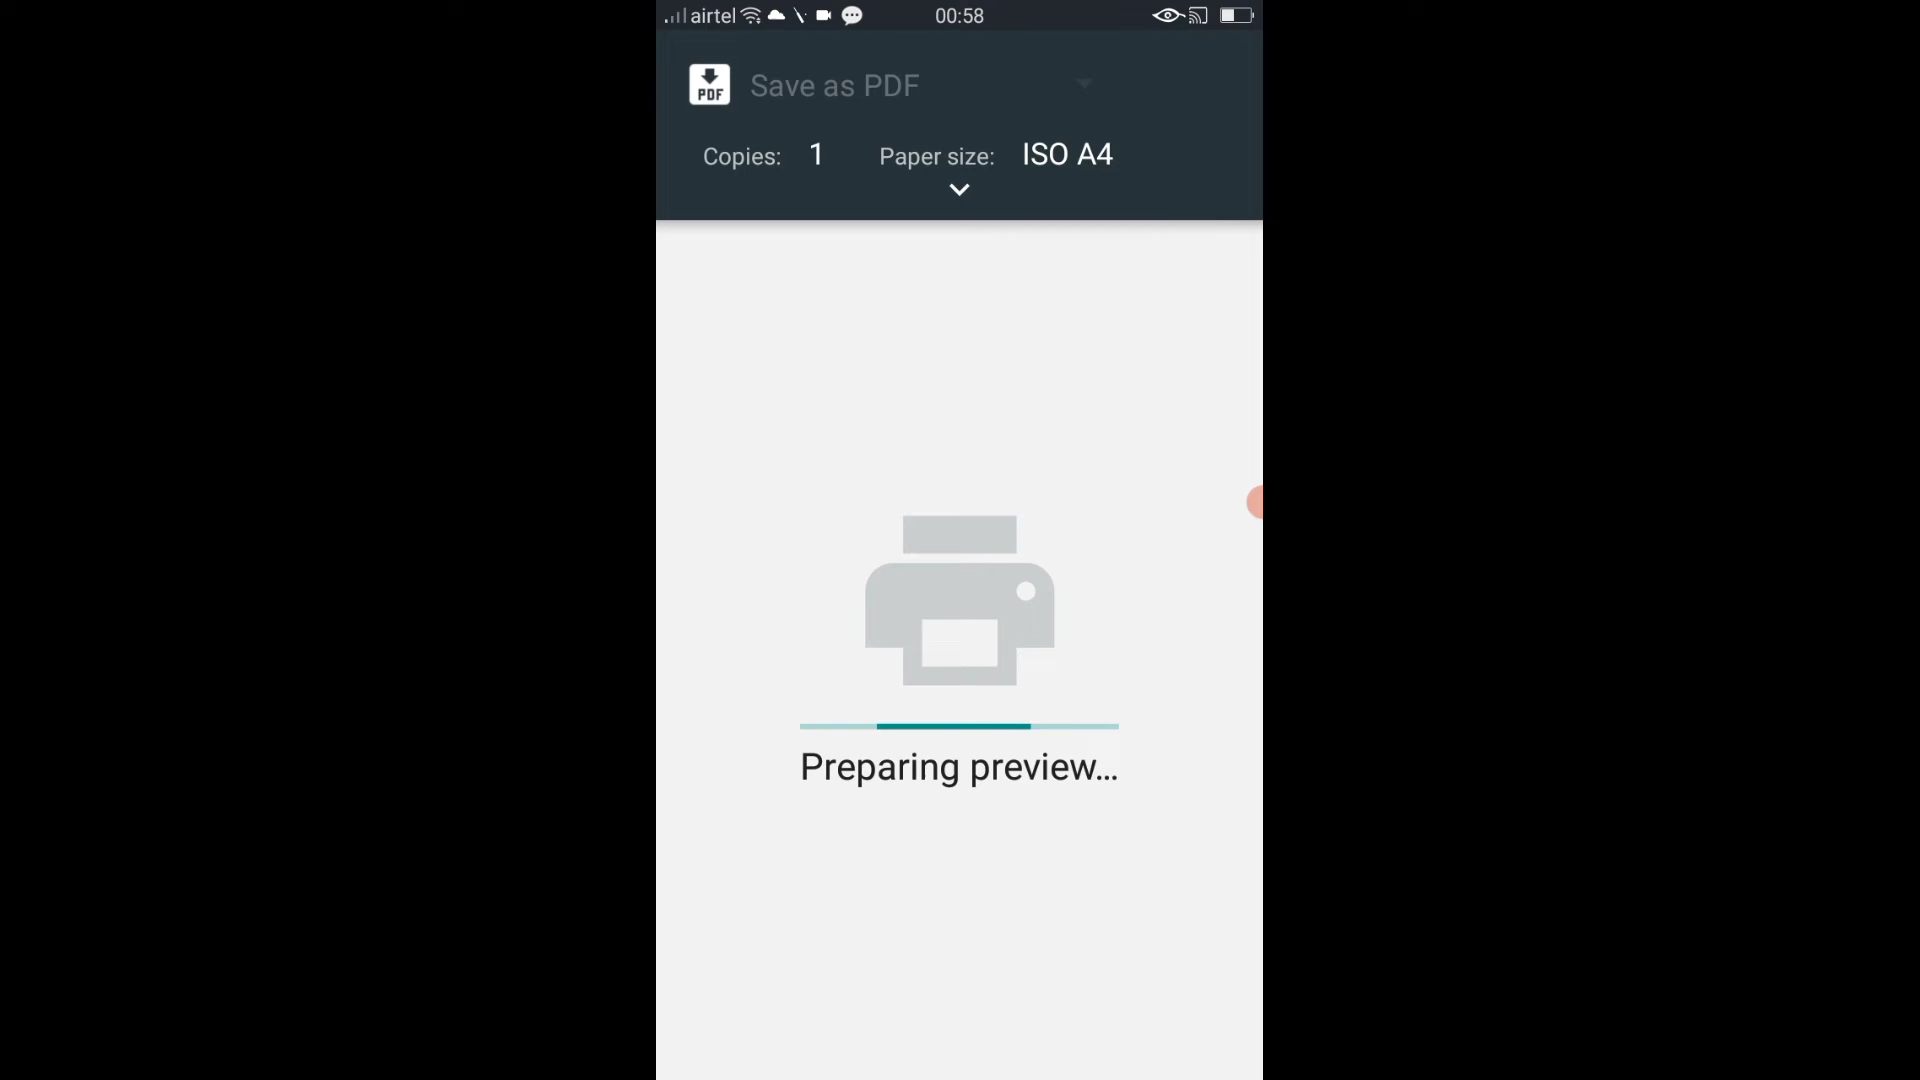 airtel 00:58
PDF Save as PDF
Copies: 1 Paper size: ISO A4
Preparing preview...